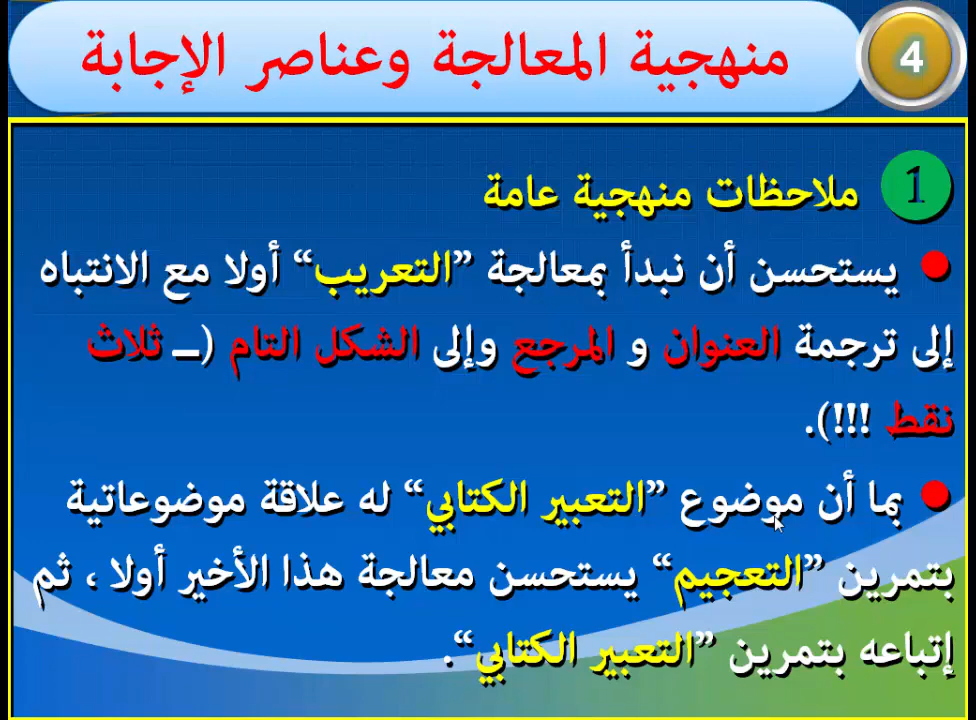 4 منهجية المعالجة وعناصر الإجابة
1 ملاحظات منهجية عامة
● يستحسن أن نبدأ بمعالجة ”التعريب“ أولا مع الانتباه
إلى ترجمة العنوان و المرجع وإلى الشكل التام (ــ ثلاث
نقط !!!).
● بما أن موضوع ”التعبير الكتابي“ له علاقة موضوعاتية
بتمرين ”التعجيم“ يستحسن معالجة هذا الأخير أولا ، ثم
إتباعه بتمرين ”التعبير الكتابي“.